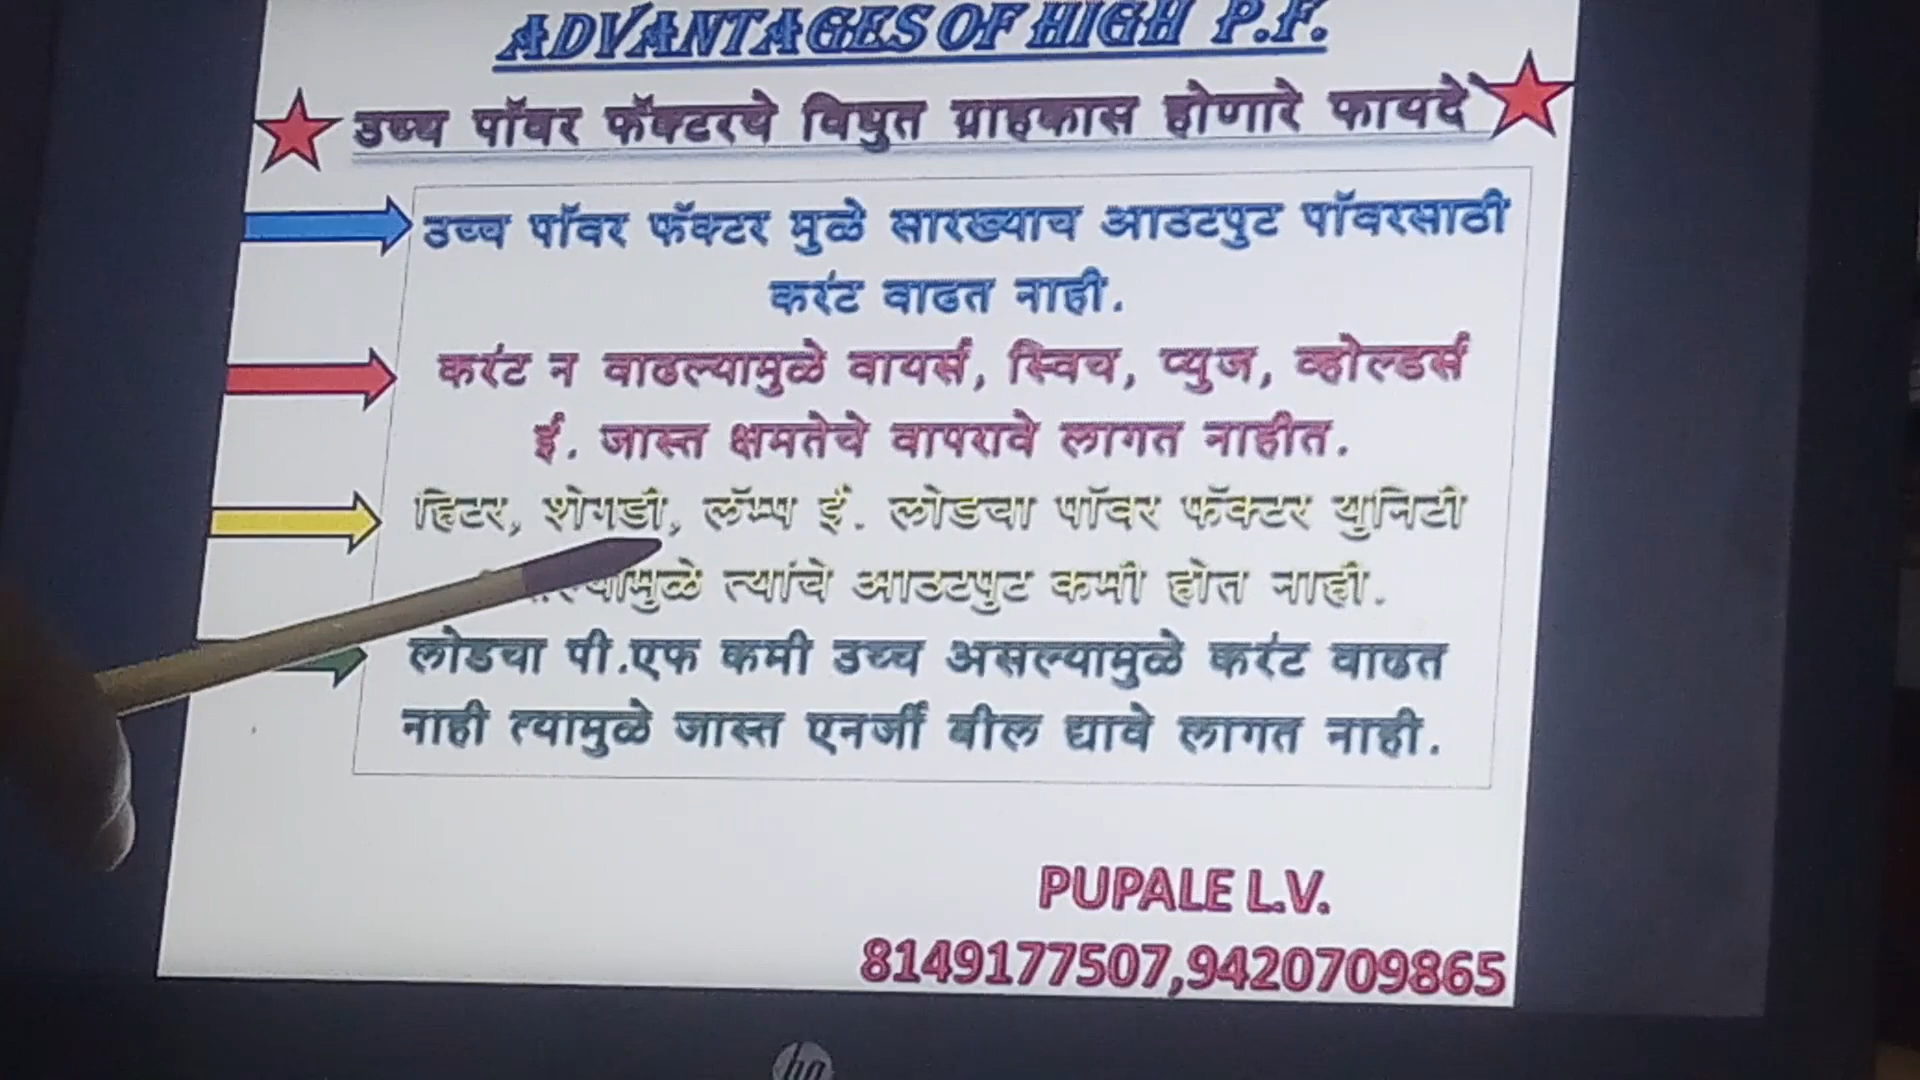 ADVANTAGES OF HIGH P.F.
उच्च पॉवर फॅक्टरचे विद्युत ग्राहकास होणारे फायदे
उच्च पॉवर फॅक्टर मुळे सारख्याच आउटपुट पॉवरसाठी
करंट वाढत नाही.
करंट न वाढल्यामुळे वायर्स, स्विच, फ्युज, व्होल्डर्स
ई. जास्त क्षमतेचे वापरावे लागत नाहीत.
हिटर, शेगडी, लॅम्प ई. लोडचा पॉवर फॅक्टर युनिटी
त्यांचे आउटपुट कमी होत नाही.
लोडचा पी.एफ कमी उच्च असल्यामुळे करंट वाढत
नाही त्यामुळे जास्त एनर्जी बील द्यावे लागत नाही.
PUPALE L.V.
8149177507,9420709865
hp